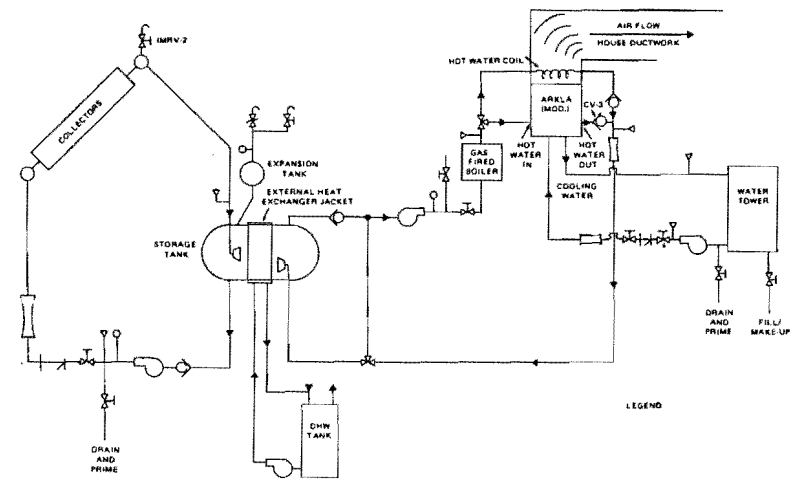 IMRV-2
COLLECTORS
EXPANSION
TANK
EXTERNAL HEAT
EXCHANGER JACKET
STORAGE
TANK
DRAIN
AND
PRIME
DHW
TANK
AIR FLOW
HOUSE DUCTWORK
HOT WATER COIL
ARKLA
(MOD.)
CV-3
GAS
FIRED
BOILER
HOT
WATER
IN
HOT
WATER
OUT
COOLING
WATER
WATER
TOWER
DRAIN
AND
PRIME
FILL/
MAKE-UP
LEGEND